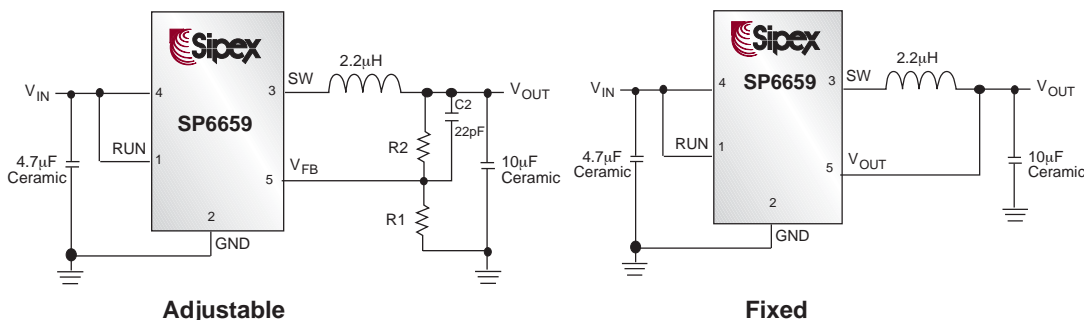 Sipex
SW
2.2µH
V_IN
4
3
V_OUT
C2
SP6659
22pF
RUN
1
R2
4.7µF
Ceramic
V_FB
5
10µF
Ceramic
R1
2
GND
Adjustable
Sipex
2.2µH
SP6659
SW
V_IN
4
3
V_OUT
RUN
1
4.7µF
Ceramic
V_OUT
5
10µF
Ceramic
2
GND
Fixed